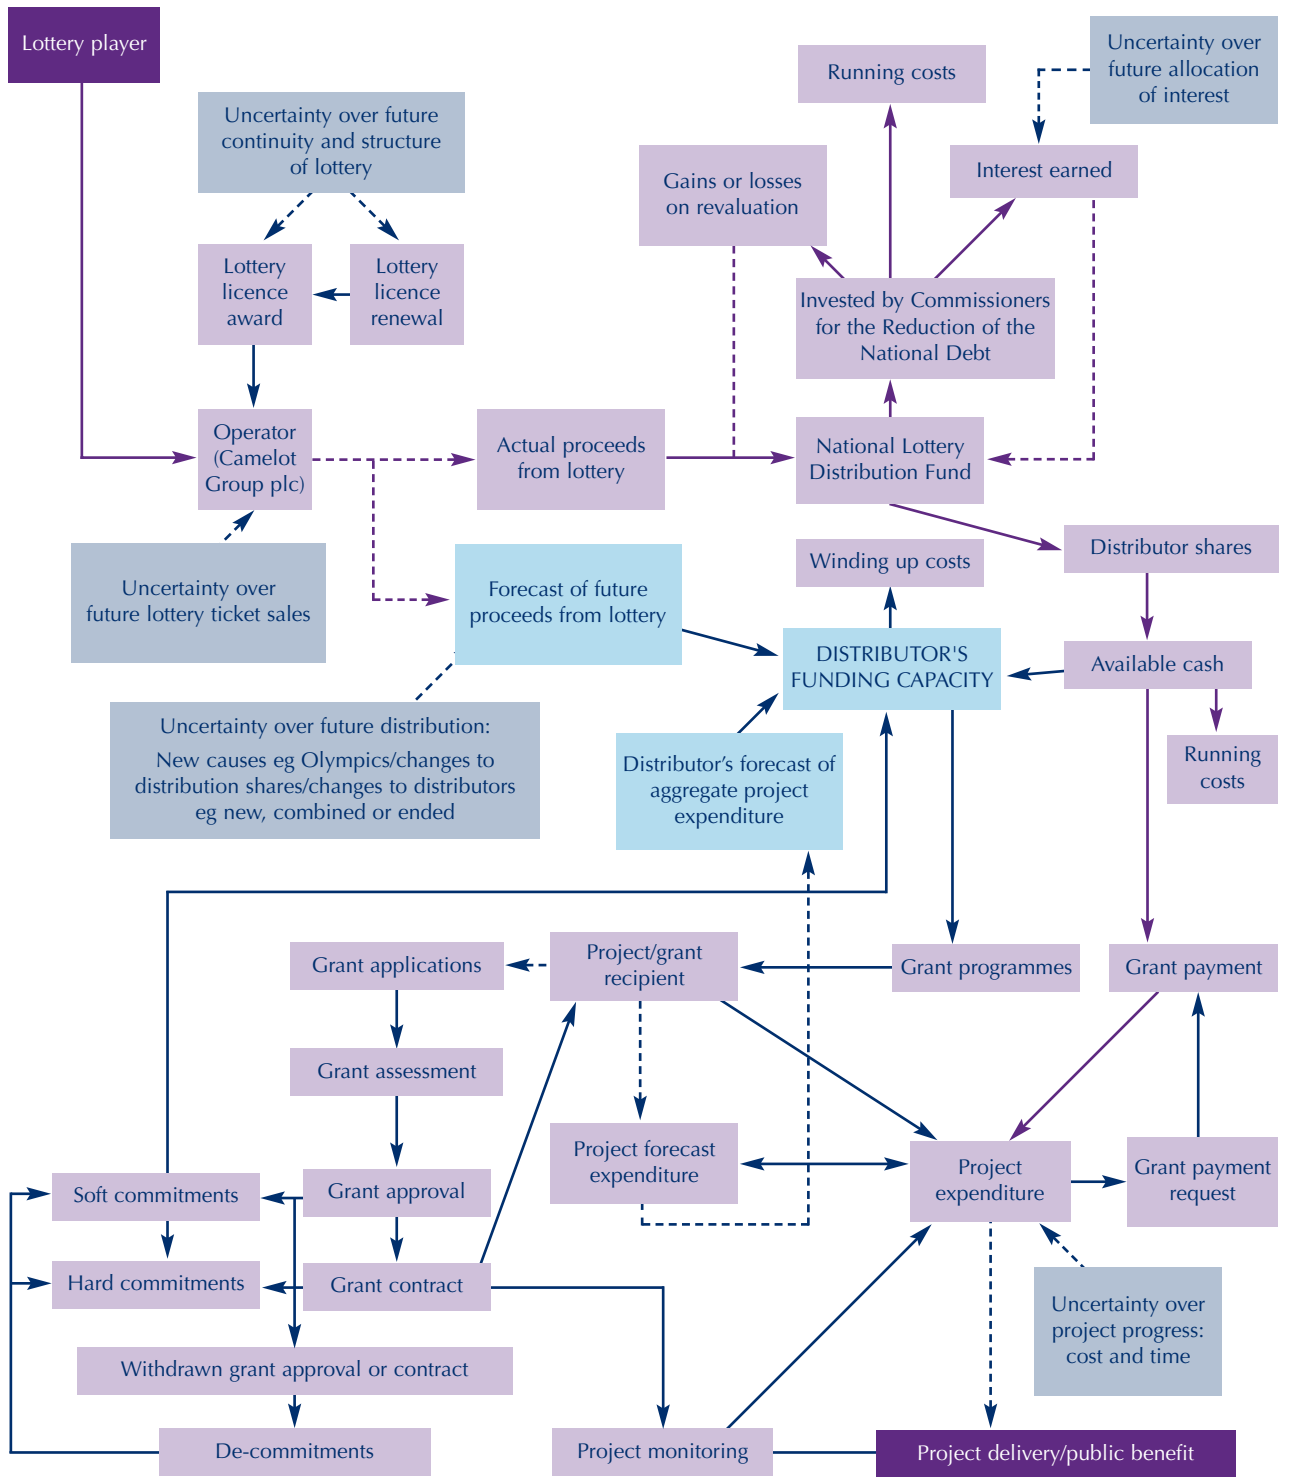 Lottery player
Uncertainty over
future allocation
of interest
Running costs
Uncertainty over future
continuity and structure
of lottery
Gains or losses
on revaluation
Interest earned
Lottery
licence
award
Lottery
licence
renewal
Invested by Commissioners
for the Reduction of the
National Debt
Operator
(Camelot
Group plc)
Actual proceeds
from lottery
National Lottery
Distribution Fund
Distributor shares
Winding up costs
Uncertainty over
future lottery ticket sales
Forecast of future
proceeds from lottery
DISTRIBUTOR'S
FUNDING CAPACITY
Available cash
Uncertainty over future distribution:
New causes eg Olympics/changes to
distribution shares/changes to distributors
eg new, combined or ended
Distributor’s forecast of
aggregate project
expenditure
Running
costs
Grant applications
Project/grant
recipient
Grant programmes
Grant payment
Grant assessment
Project forecast
expenditure
Project
expenditure
Grant payment
request
Soft commitments
Grant approval
Hard commitments
Grant contract
Uncertainty over
project progress:
cost and time
Withdrawn grant approval or contract
De-commitments
Project monitoring
Project delivery/public benefit